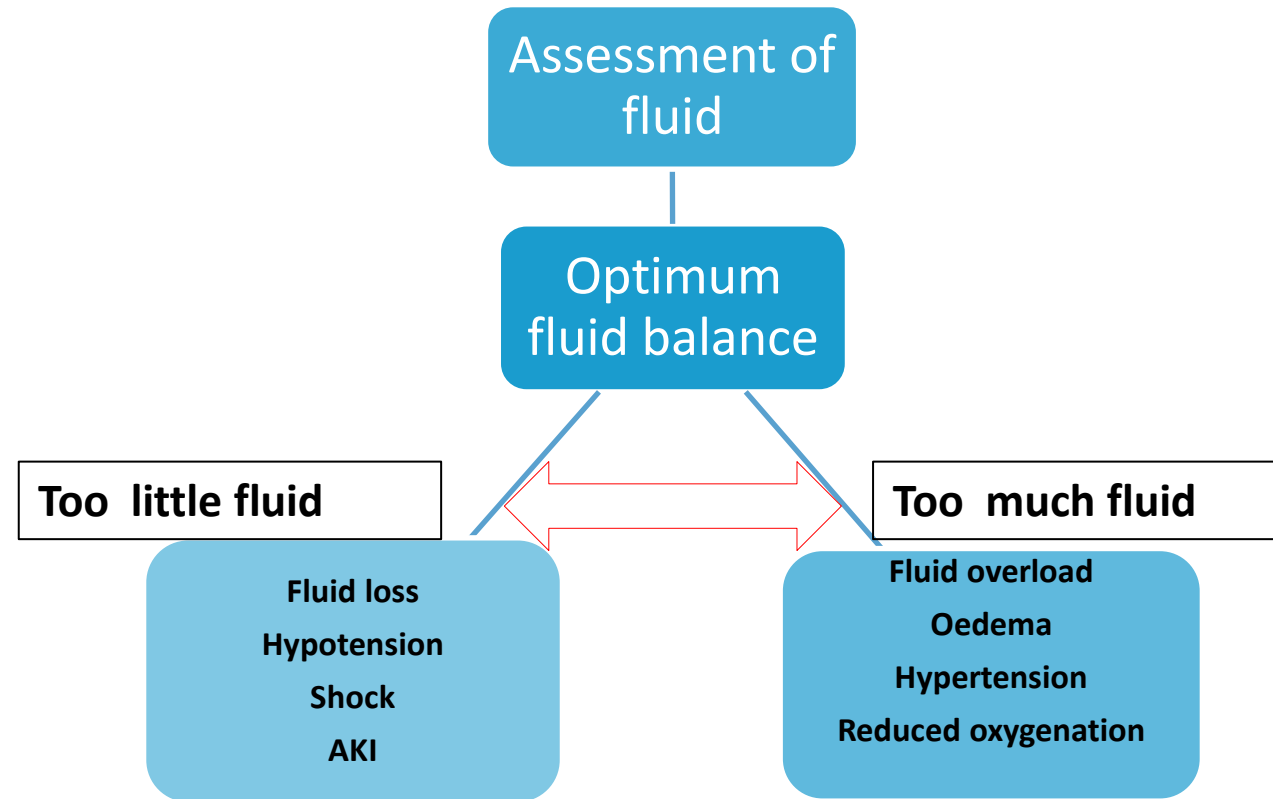 Assessment of
fluid
Optimum
fluid balance
Too little fluid
Fluid loss
Hypotension
Shock
AKI
Too much fluid
Fluid overload
Oedema
Hypertension
Reduced oxygenation